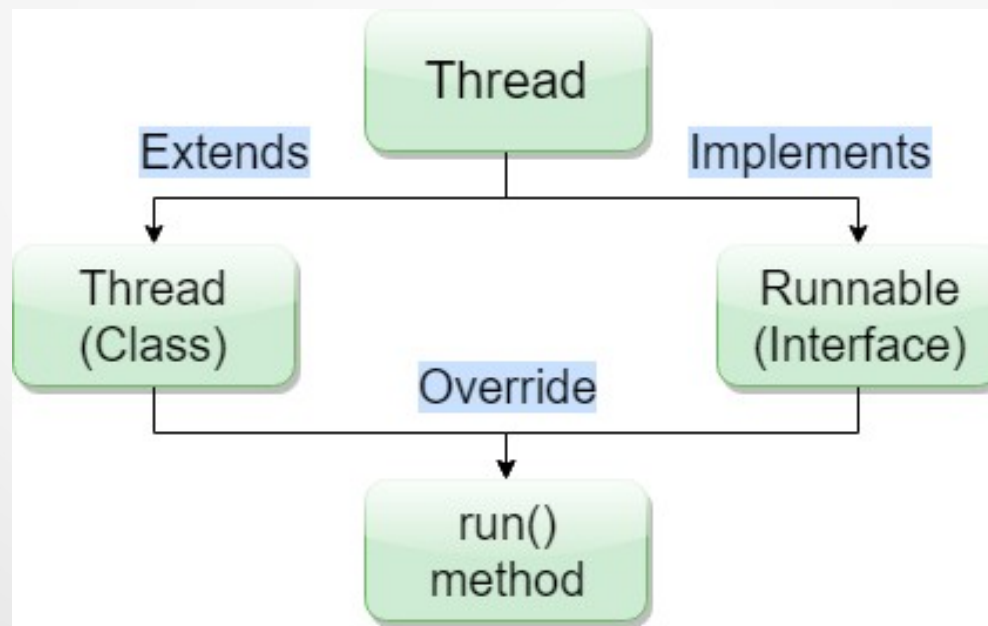 Thread
Extends
Implements
Thread
(Class)
Runnable
(Interface)
Override
run()
method